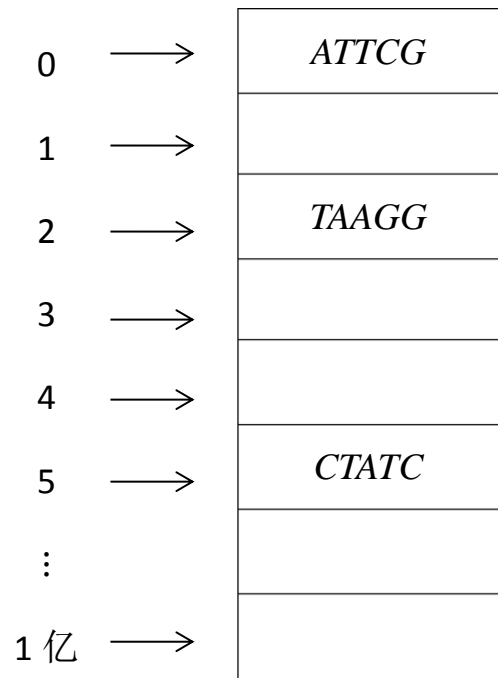 0 → ATTCG
1 →
2 → TAAGG
3 →
4 →
5 → CTATC
⋮
1 亿 →